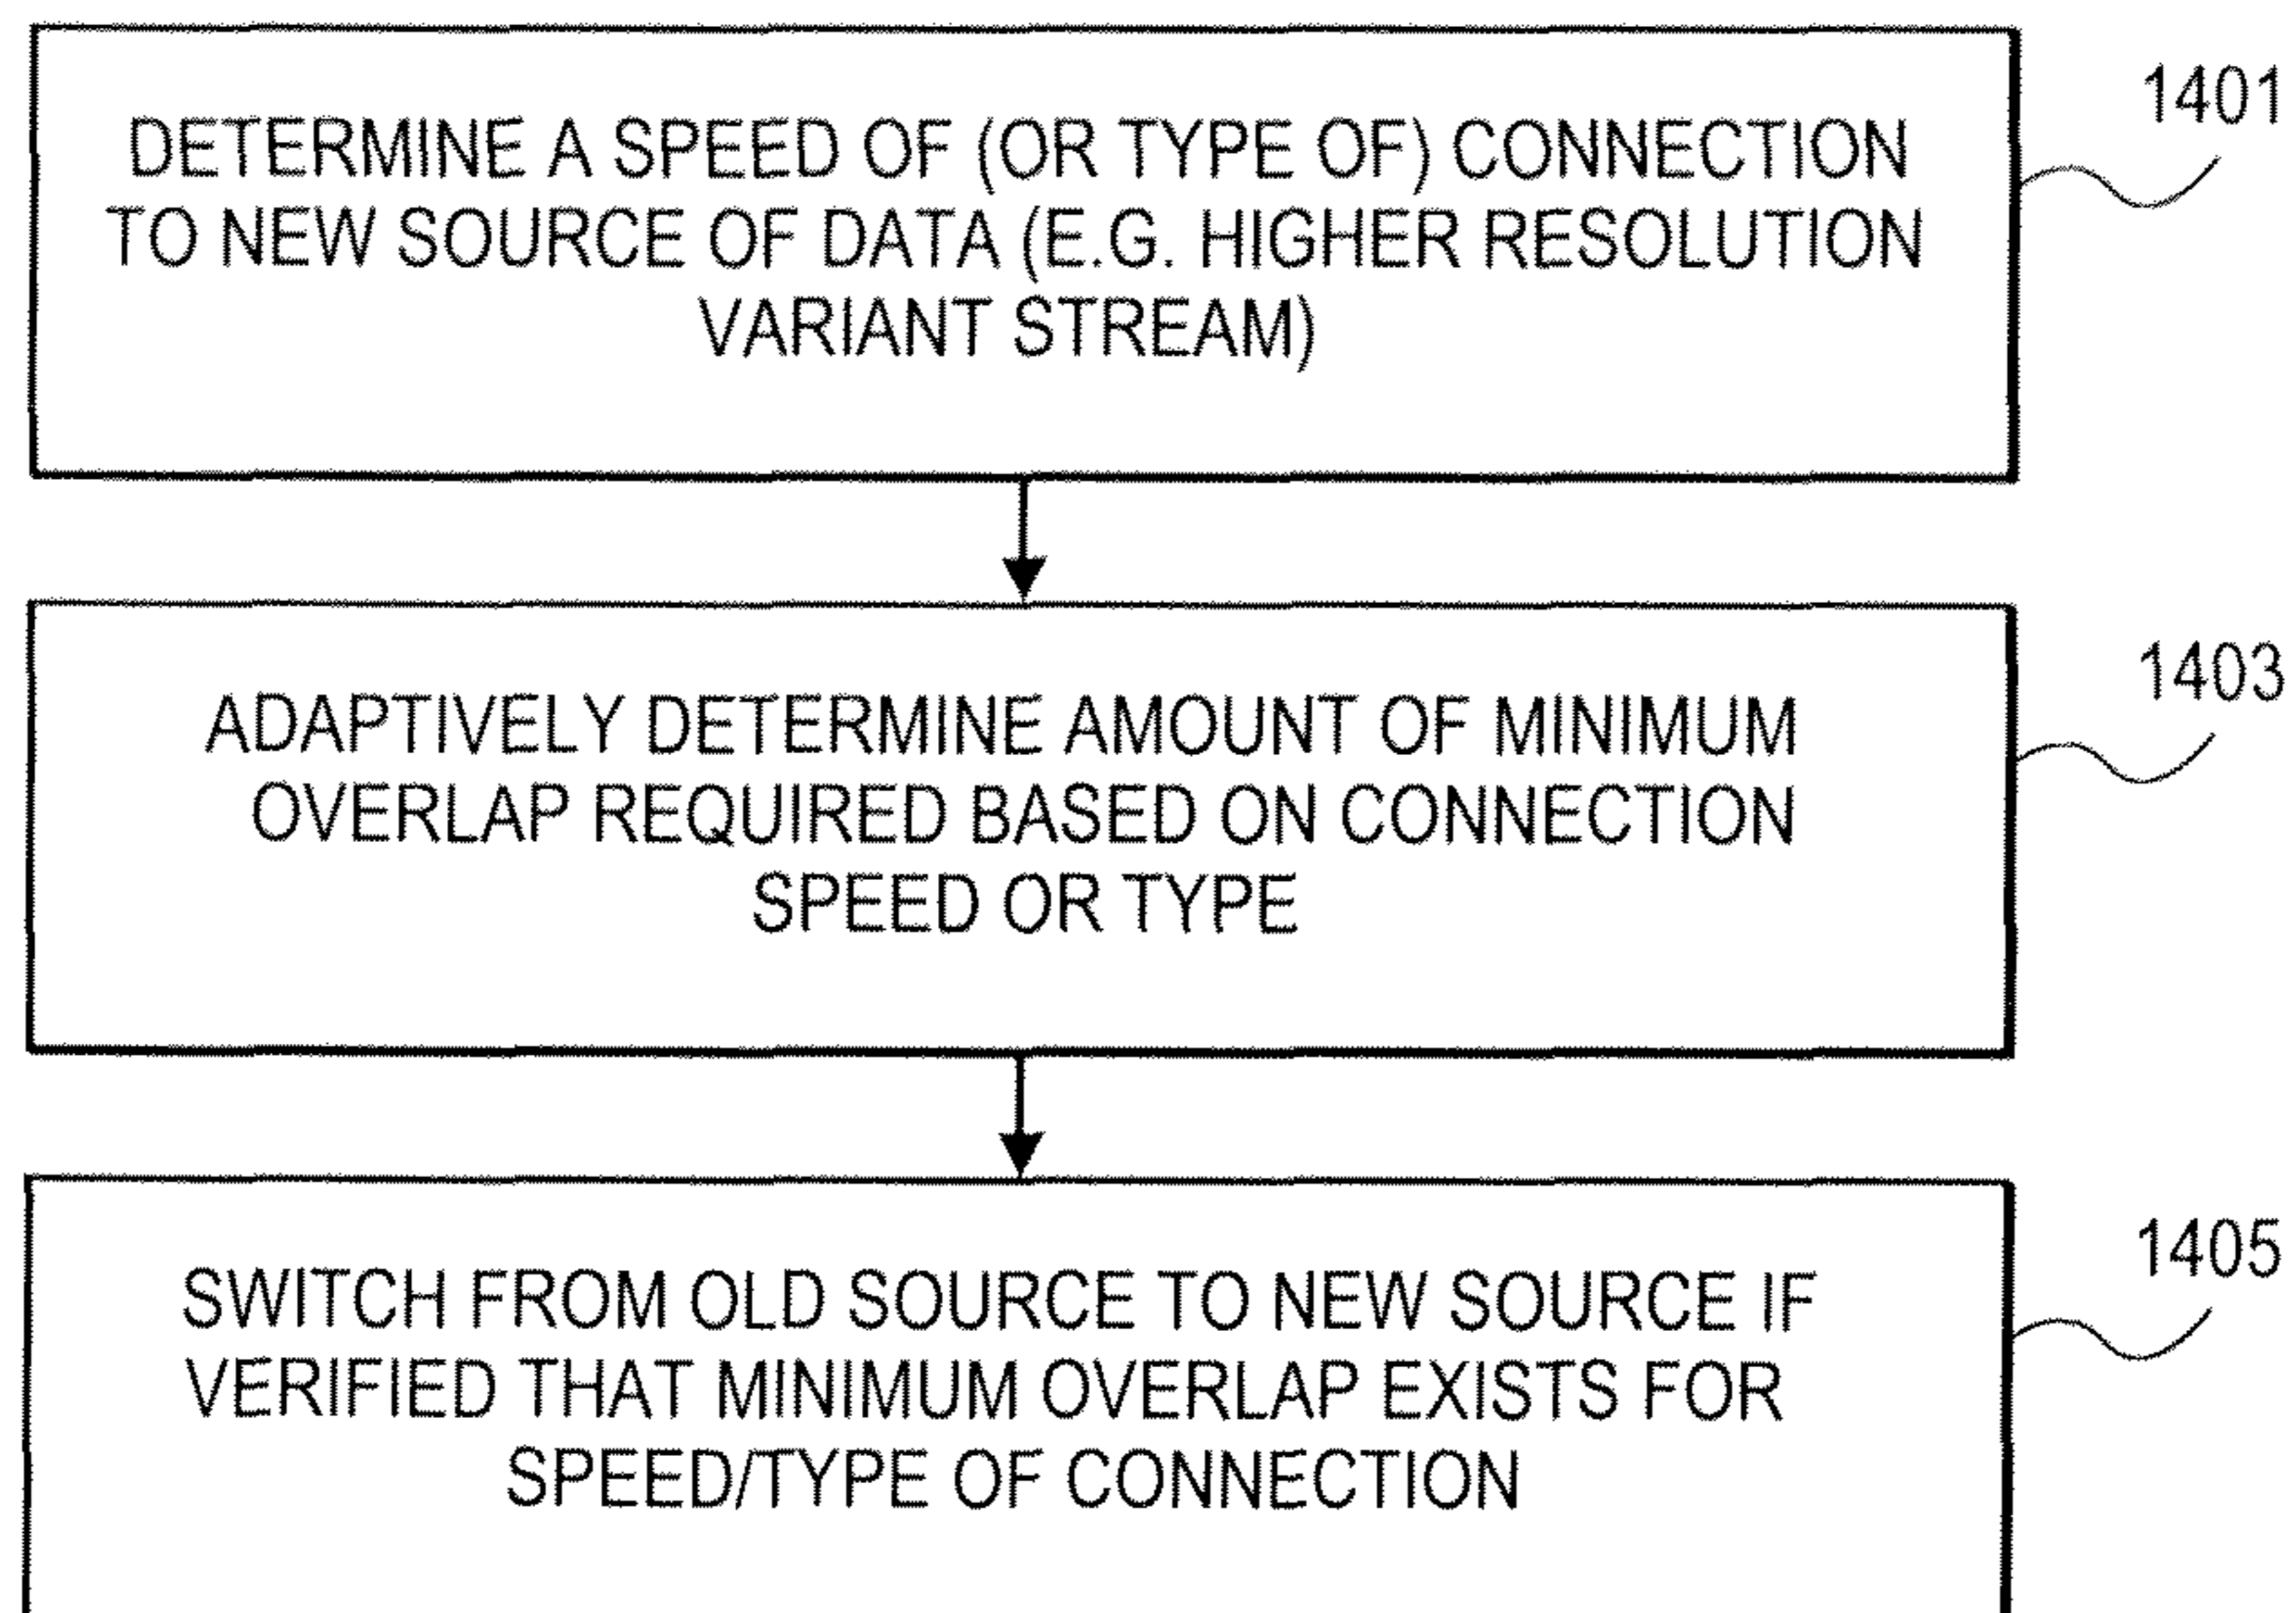 DETERMINE A SPEED OF (OR TYPE OF) CONNECTION
TO NEW SOURCE OF DATA (E.G. HIGHER RESOLUTION
VARIANT STREAM)
1401
ADAPTIVELY DETERMINE AMOUNT OF MINIMUM
OVERLAP REQUIRED BASED ON CONNECTION
SPEED OR TYPE
1403
SWITCH FROM OLD SOURCE TO NEW SOURCE IF
VERIFIED THAT MINIMUM OVERLAP EXISTS FOR
SPEED/TYPE OF CONNECTION
1405